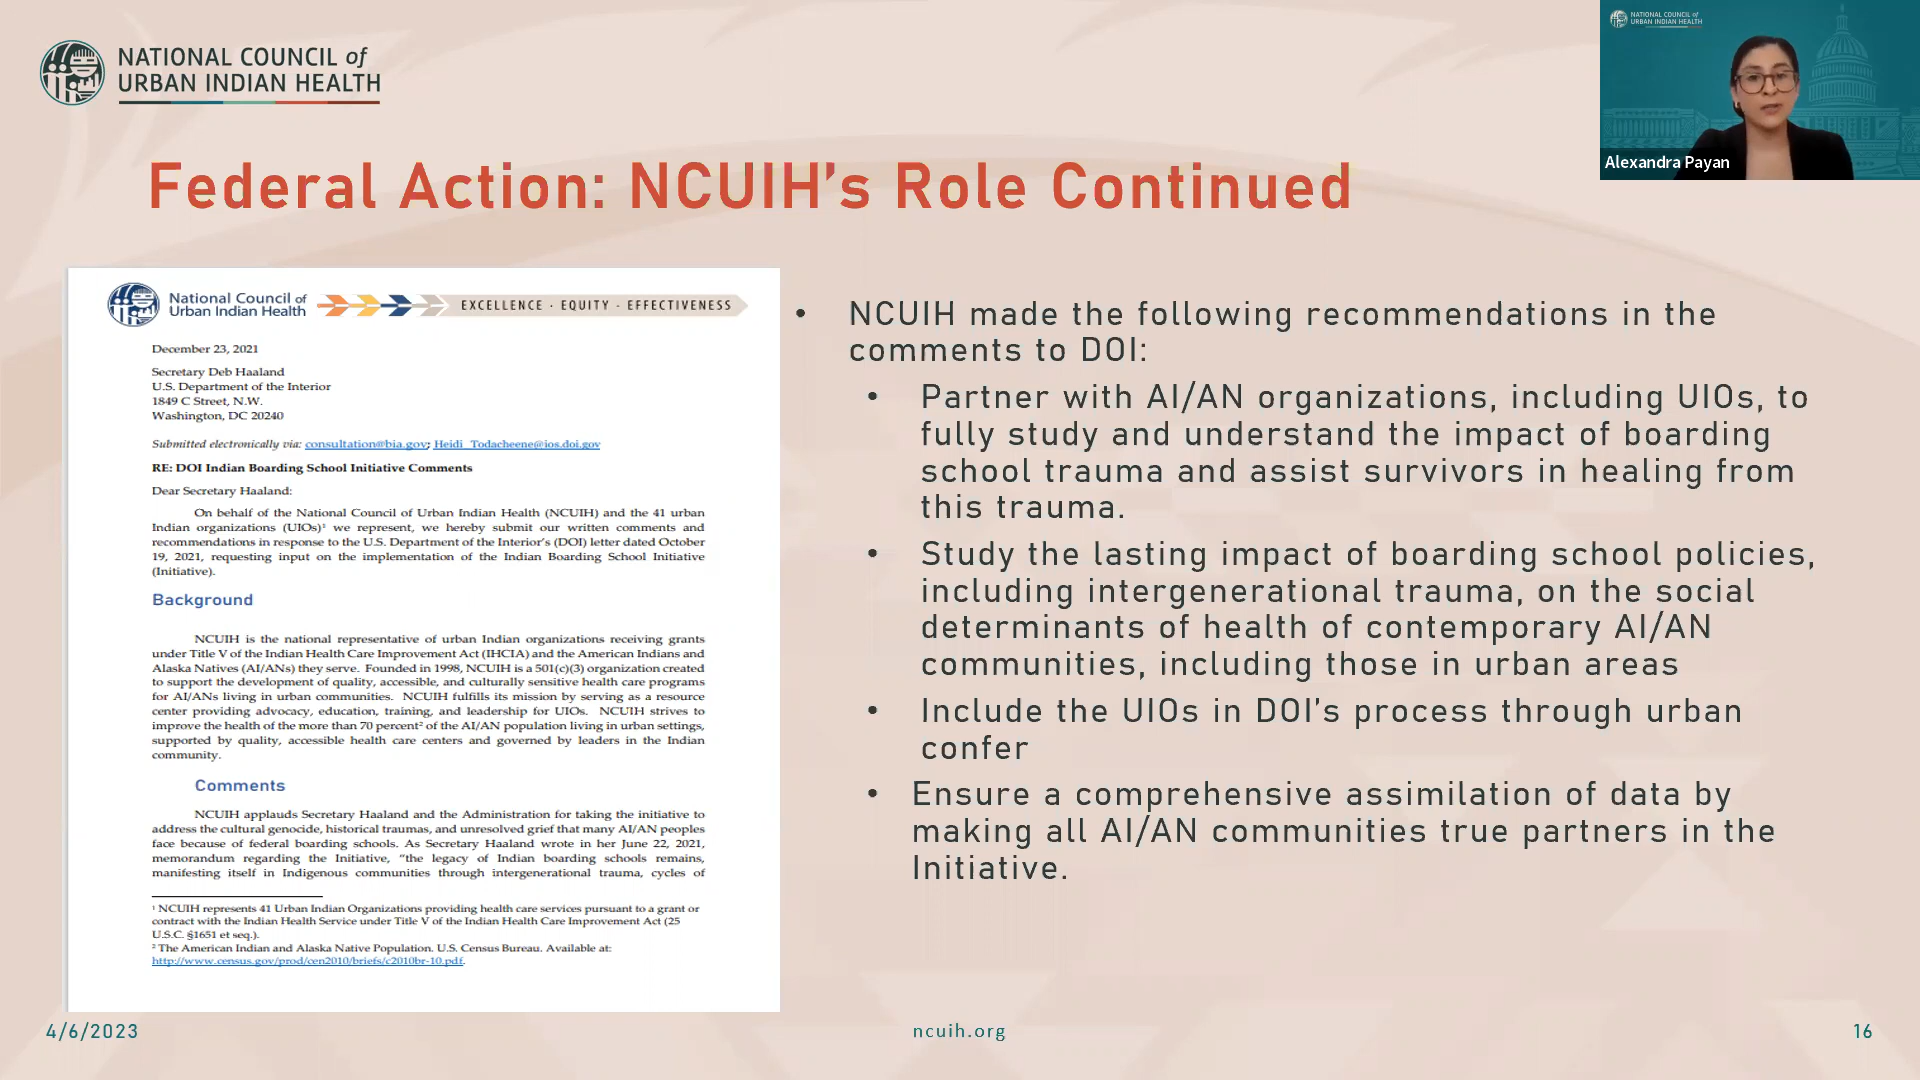 NATIONAL COUNCIL of
URBAN INDIAN HEALTH
NATIONAL COUNCIL of
URBAN INDIAN HEALTH
Alexandra Payan
Federal Action: NCUIH's Role Continued
National Council of
Urban Indian Health
EXCELLENCE · EQUITY · EFFECTIVENESS
December 23, 2021
Secretary Deb Haaland
U.S. Department of the Interior
1849 C Street, N.W.
Washington, DC 20240
Submitted electronically via: consultation@bia.gov; Heidi_Todacheene@ios.doi.gov
RE: DOI Indian Boarding School Initiative Comments
Dear Secretary Haaland:
On behalf of the National Council of Urban Indian Health (NCUIH) and the 41 urban
Indian organizations (UIOs)¹ we represent, we hereby submit our written comments and
recommendations in response to the U.S. Department of the Interior's (DOI) letter dated October
19, 2021, requesting input on the implementation of the Indian Boarding School Initiative
(Initiative).
Background
NCUIH is the national representative of urban Indian organizations receiving grants
under Title V of the Indian Health Care Improvement Act (IHCIA) and the American Indians and
Alaska Natives (AI/ANs) they serve. Founded in 1998, NCUIH is a 501(c)(3) organization created
to support the development of quality, accessible, and culturally sensitive health care programs
for AI/ANs living in urban communities. NCUIH fulfills its mission by serving as a resource
center providing advocacy, education, training, and leadership for UIOs. NCUIH strives to
improve the health of the more than 70 percent² of the AI/AN population living in urban settings,
supported by quality, accessible health care centers and governed by leaders in the Indian
community.
Comments
NCUIH applauds Secretary Haaland and the Administration for taking the initiative to
address the cultural genocide, historical traumas, and unresolved grief that many AI/AN peoples
face because of federal boarding schools. As Secretary Haaland wrote in her June 22, 2021,
memorandum regarding the Initiative, "the legacy of Indian boarding schools remains,
manifesting itself in Indigenous communities through intergenerational trauma, cycles of
¹ NCUIH represents 41 Urban Indian Organizations providing health care services pursuant to a grant or
contract with the Indian Health Service under Title V of the Indian Health Care Improvement Act (25
U.S.C. §1651 et seq.).
² The American Indian and Alaska Native Population. U.S. Census Bureau. Available at:
http://www.census.gov/prod/cen2010/briefs/c2010br-10.pdf.
• NCUIH made the following recommendations in the
comments to DOI:
• Partner with AI/AN organizations, including UIOs, to
fully study and understand the impact of boarding
school trauma and assist survivors in healing from
this trauma.
• Study the lasting impact of boarding school policies,
including intergenerational trauma, on the social
determinants of health of contemporary AI/AN
communities, including those in urban areas
• Include the UIOs in DOI's process through urban
confer
• Ensure a comprehensive assimilation of data by
making all AI/AN communities true partners in the
Initiative.
4/6/2023
ncuih.org
16